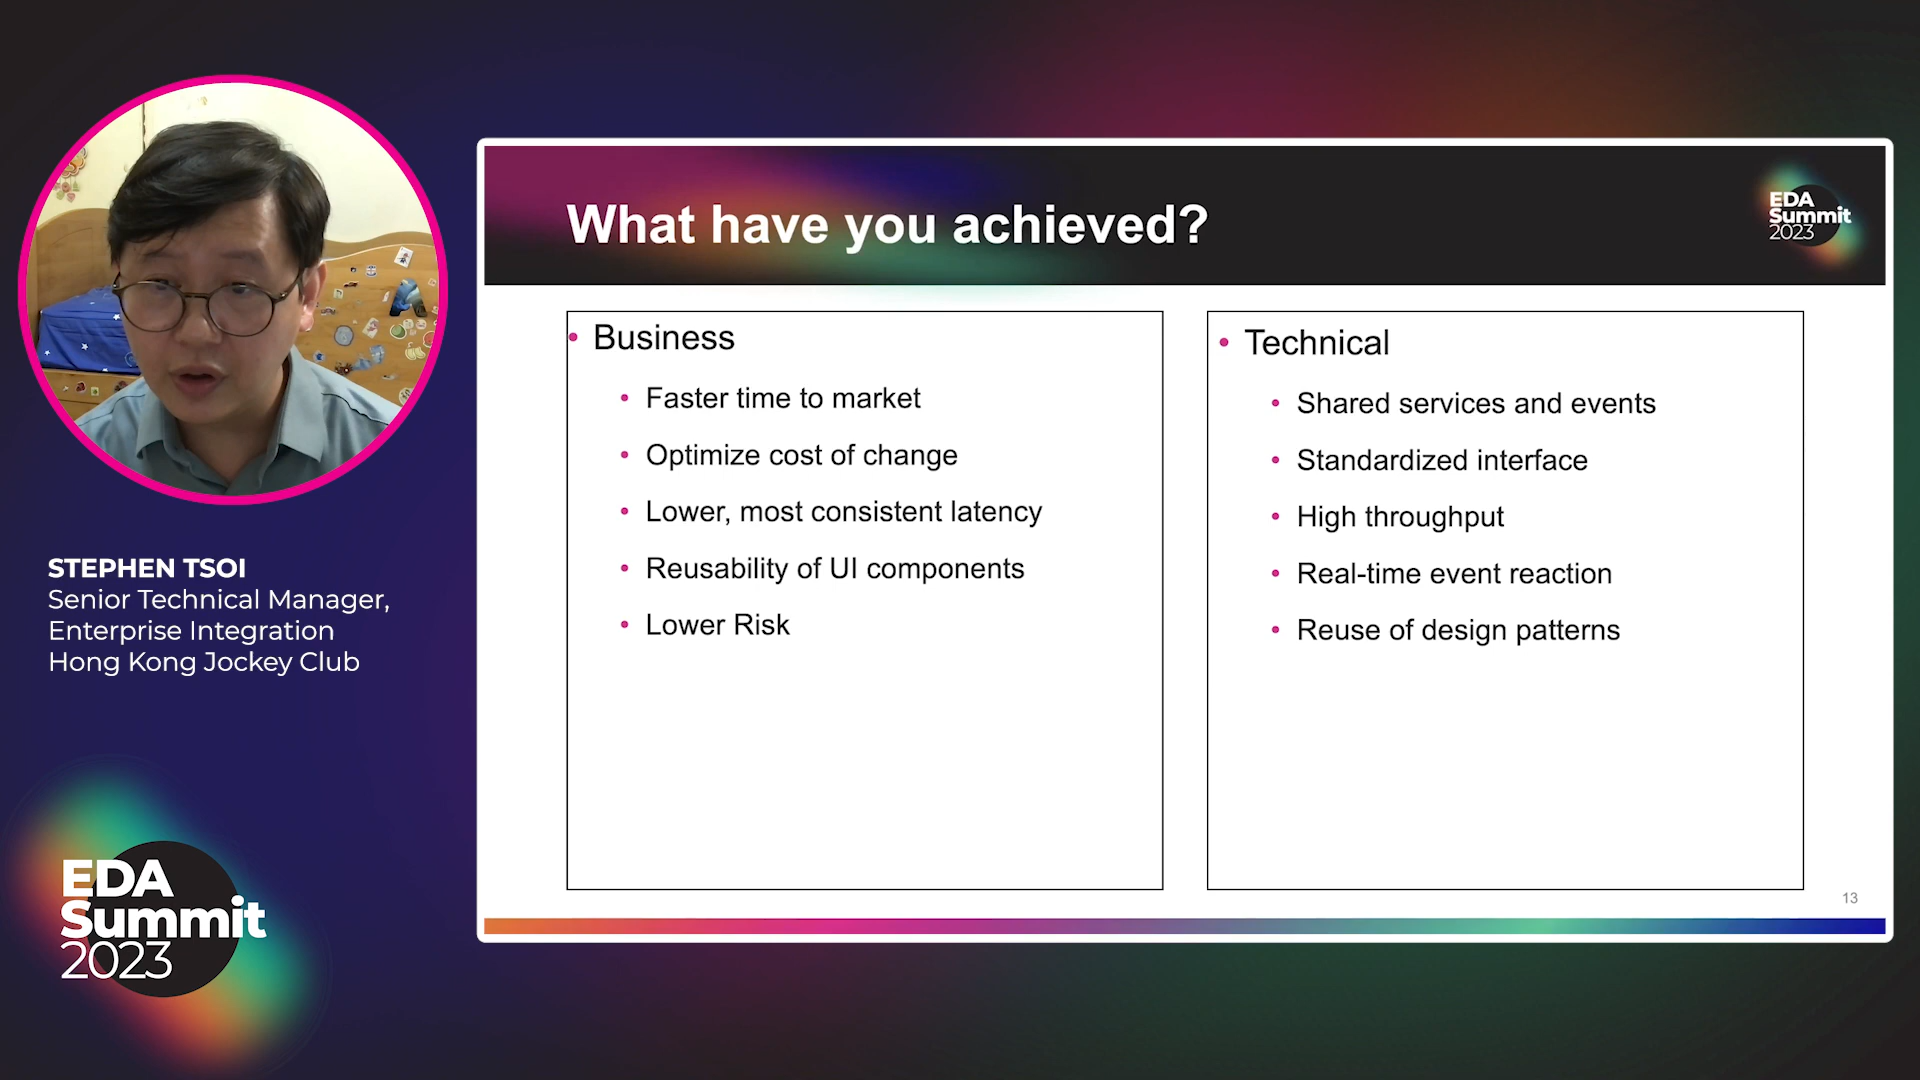 What have you achieved?
EDA
Summit
2023
• Business
• Faster time to market
• Optimize cost of change
• Lower, most consistent latency
• Reusability of UI components
• Lower Risk
• Technical
• Shared services and events
• Standardized interface
• High throughput
• Real-time event reaction
• Reuse of design patterns
13
STEPHEN TSOI
Senior Technical Manager,
Enterprise Integration
Hong Kong Jockey Club
EDA
Summit
2023